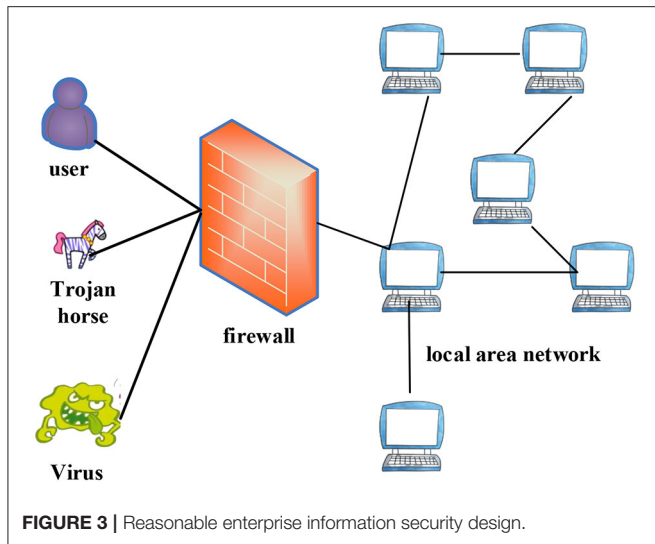 user
Trojan
horse
firewall
local area network
Virus
FIGURE 3 | Reasonable enterprise information security design.